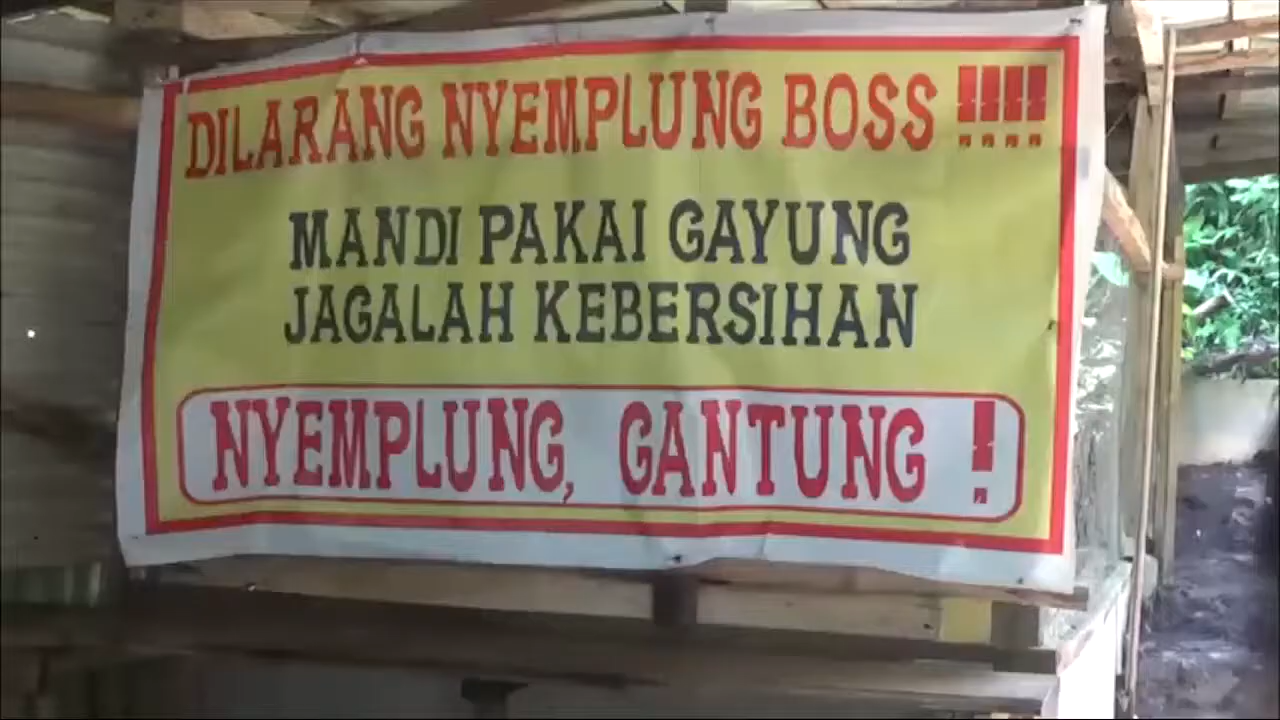 DILARANG NYEMPLUNG BOSS !!!!
MANDI PAKAI GAYUNG
JAGALAH KEBERSIHAN
NYEMPLUNG, GANTUNG !